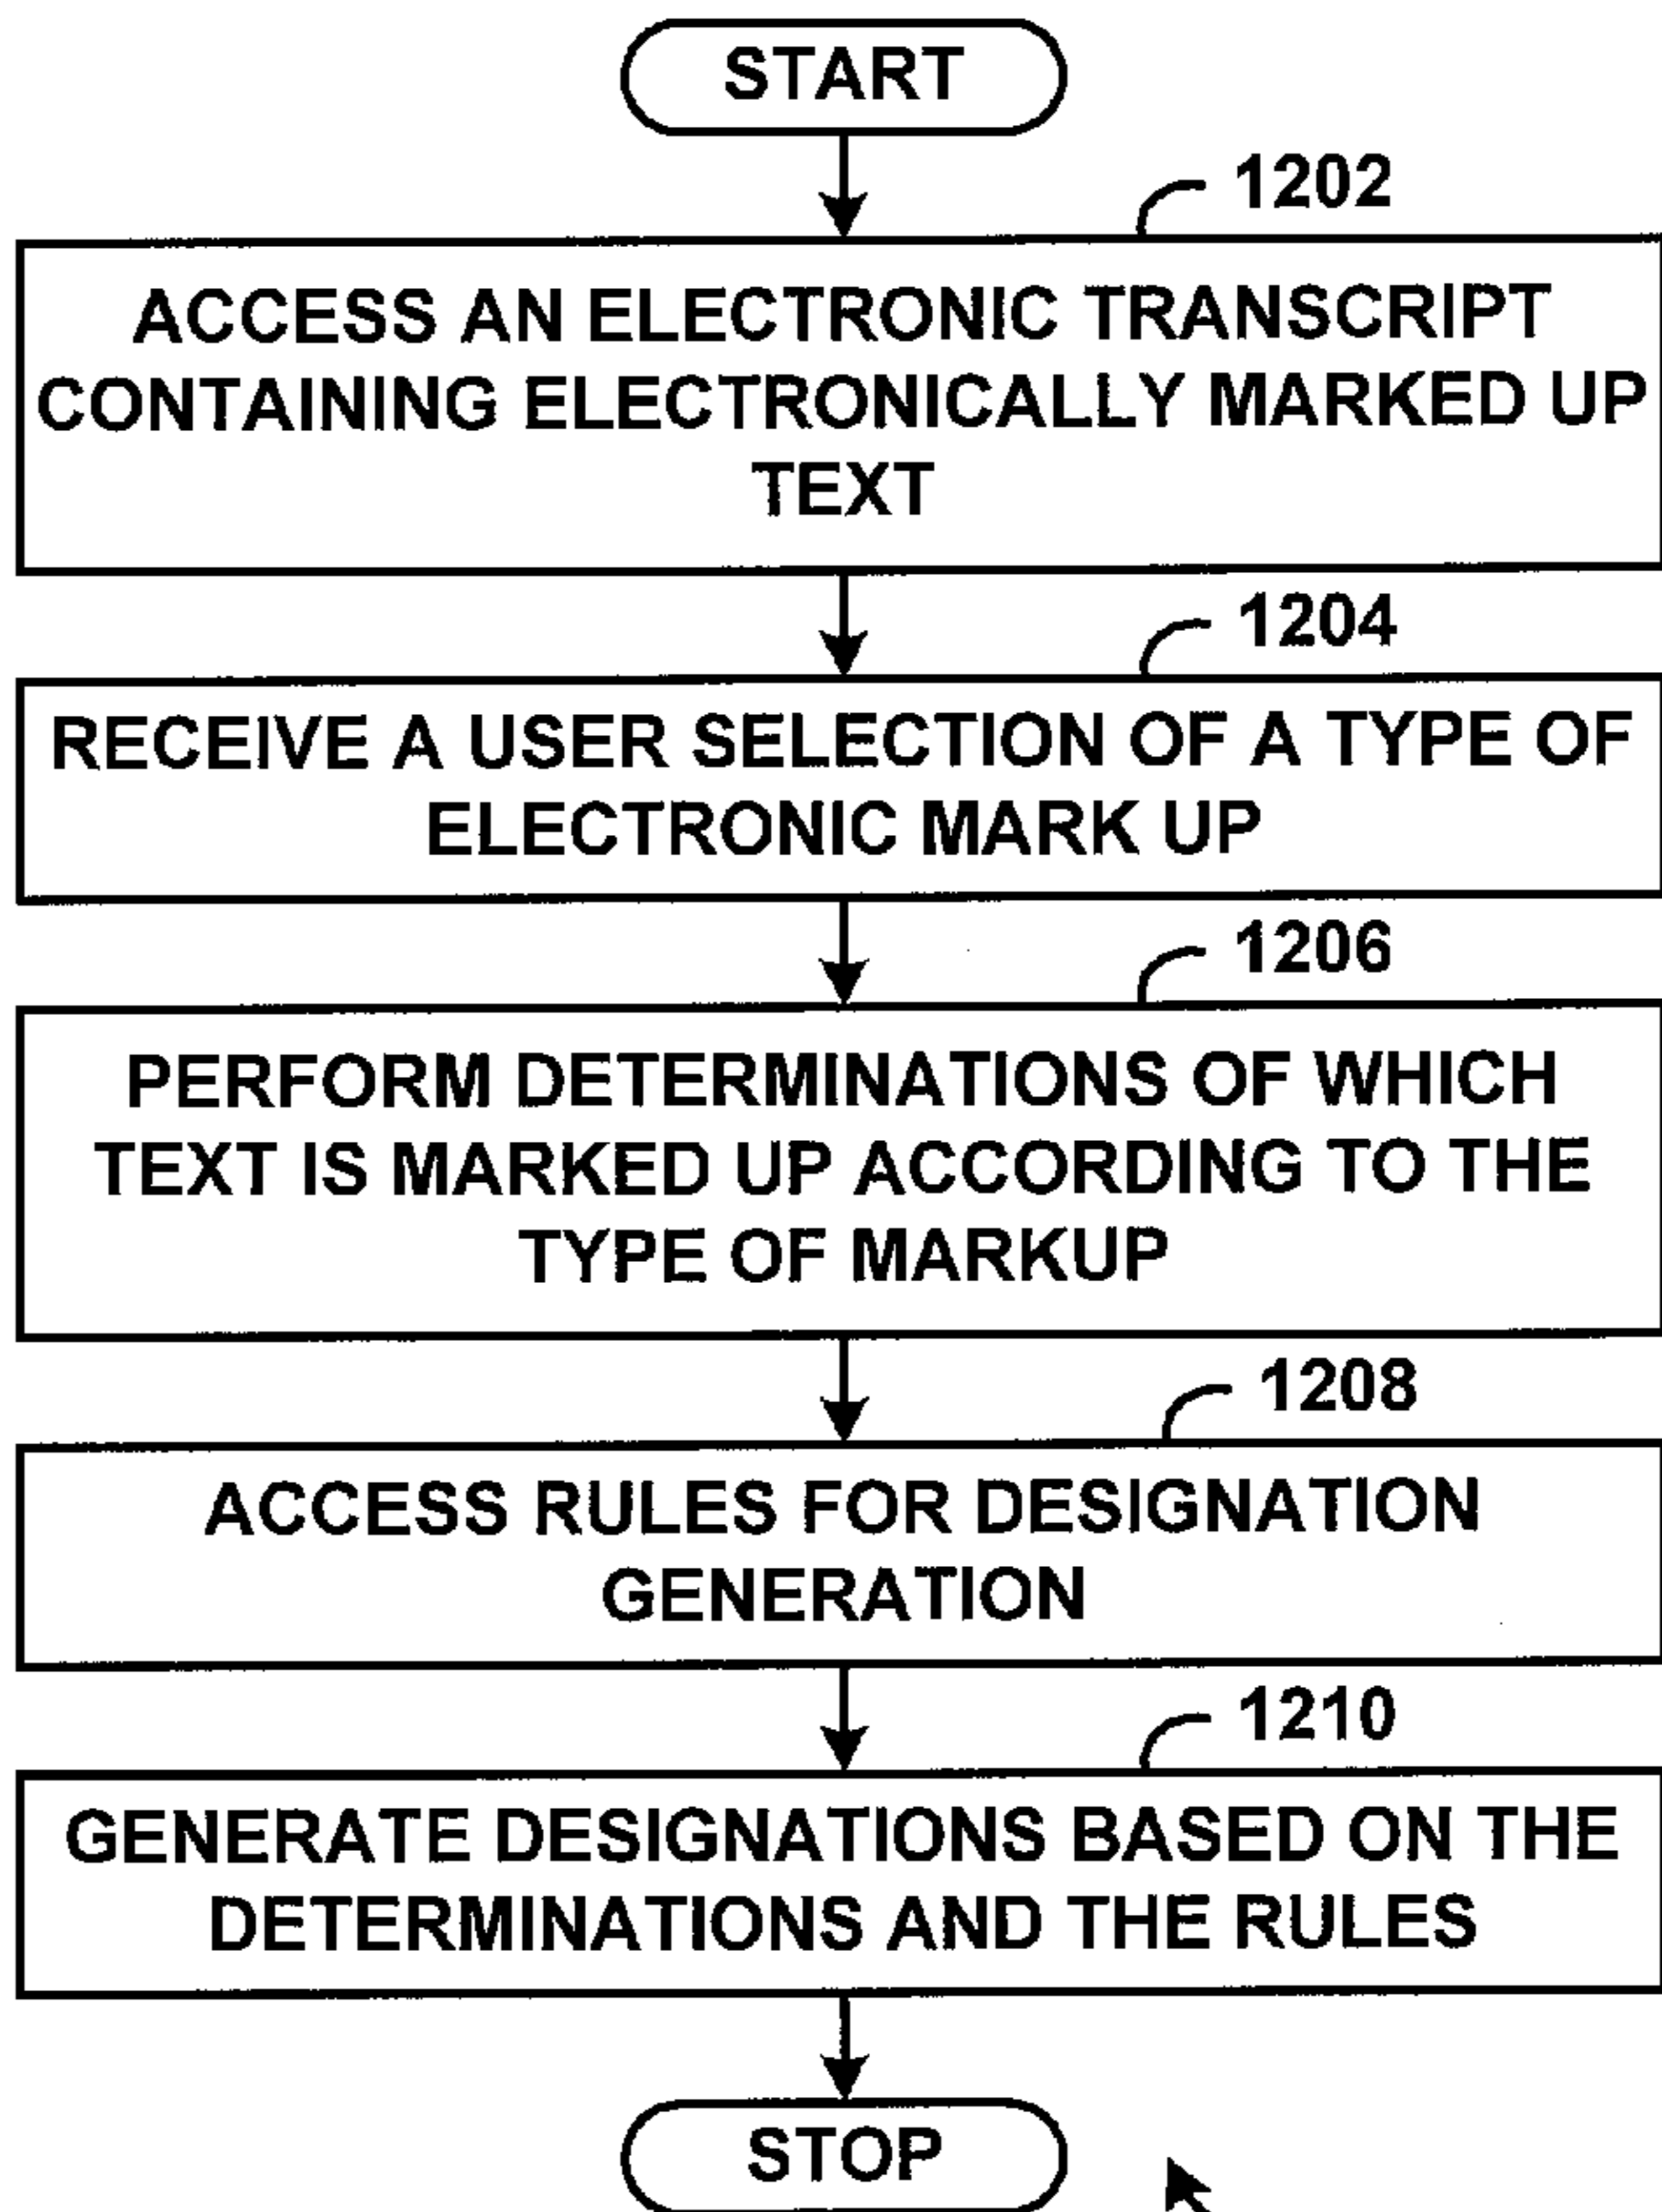 START
1202
ACCESS AN ELECTRONIC TRANSCRIPT
CONTAINING ELECTRONICALLY MARKED UP
TEXT
1204
RECEIVE A USER SELECTION OF A TYPE OF
ELECTRONIC MARK UP
1206
PERFORM DETERMINATIONS OF WHICH
TEXT IS MARKED UP ACCORDING TO THE
TYPE OF MARKUP
1208
ACCESS RULES FOR DESIGNATION
GENERATION
1210
GENERATE DESIGNATIONS BASED ON THE
DETERMINATIONS AND THE RULES
STOP